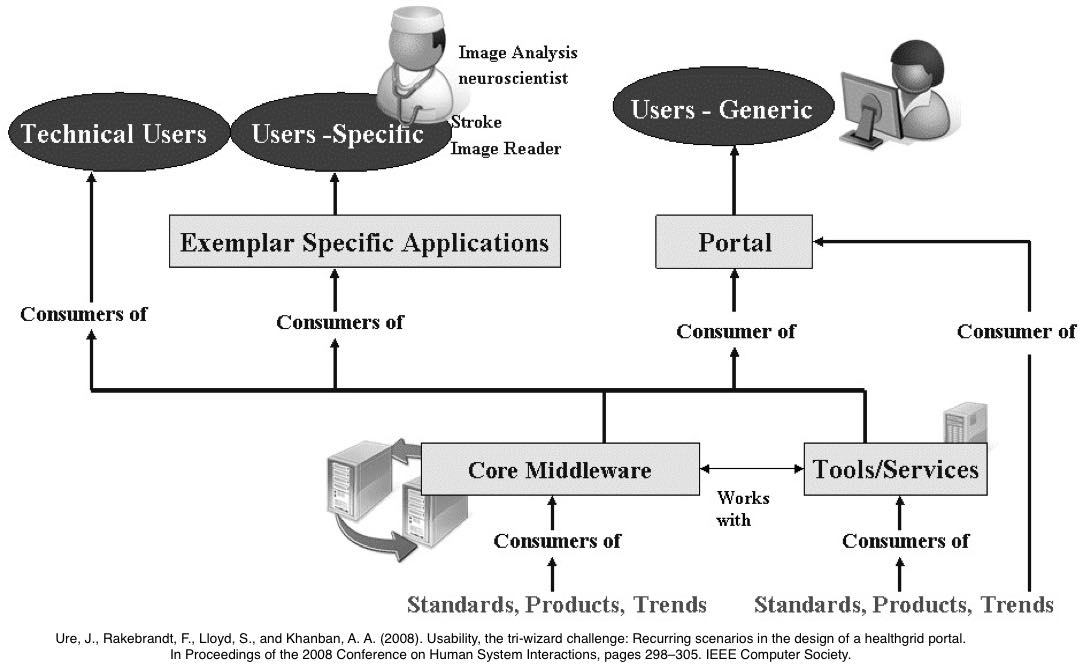 Image Analysis
neuroscientist
Technical Users
Users -Specific
Stroke
Image Reader
Users - Generic
Exemplar Specific Applications
Portal
Consumers of
Consumers of
Consumer of
Consumer of
Core Middleware
Works
with
Tools/Services
Consumers of
Consumers of
Standards, Products, Trends
Standards, Products, Trends
Ure, J., Rakebrandt, F., Lloyd, S., and Khanban, A. A. (2008). Usability, the tri-wizard challenge: Recurring scenarios in the design of a healthgrid portal.
In Proceedings of the 2008 Conference on Human System Interactions, pages 298–305. IEEE Computer Society.